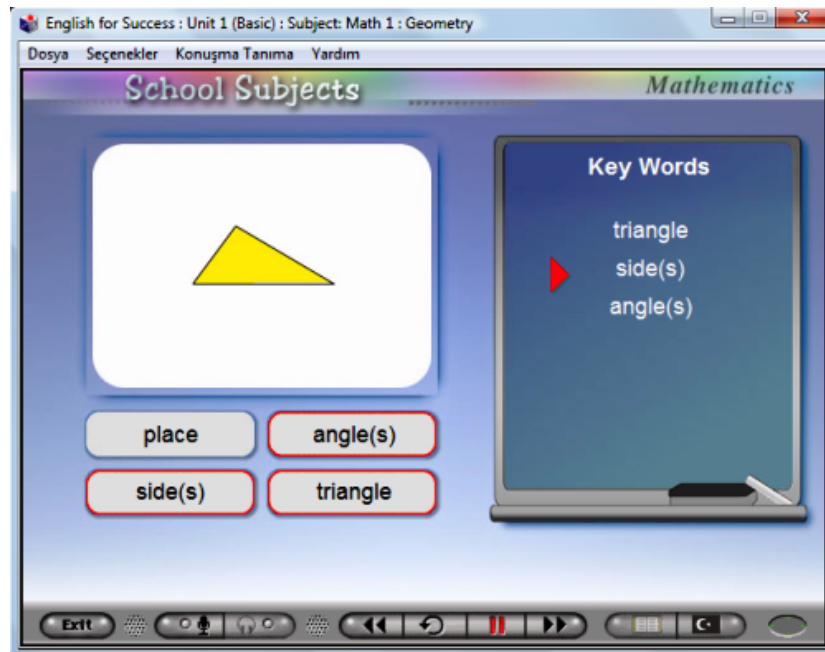 English for Success : Unit 1 (Basic) : Subject: Math 1 : Geometry
Dosya Seçenekler Konuşma Tanıma Yardım
School Subjects
Mathematics
Key Words
triangle
side(s)
angle(s)
place
angle(s)
side(s)
triangle
Exit